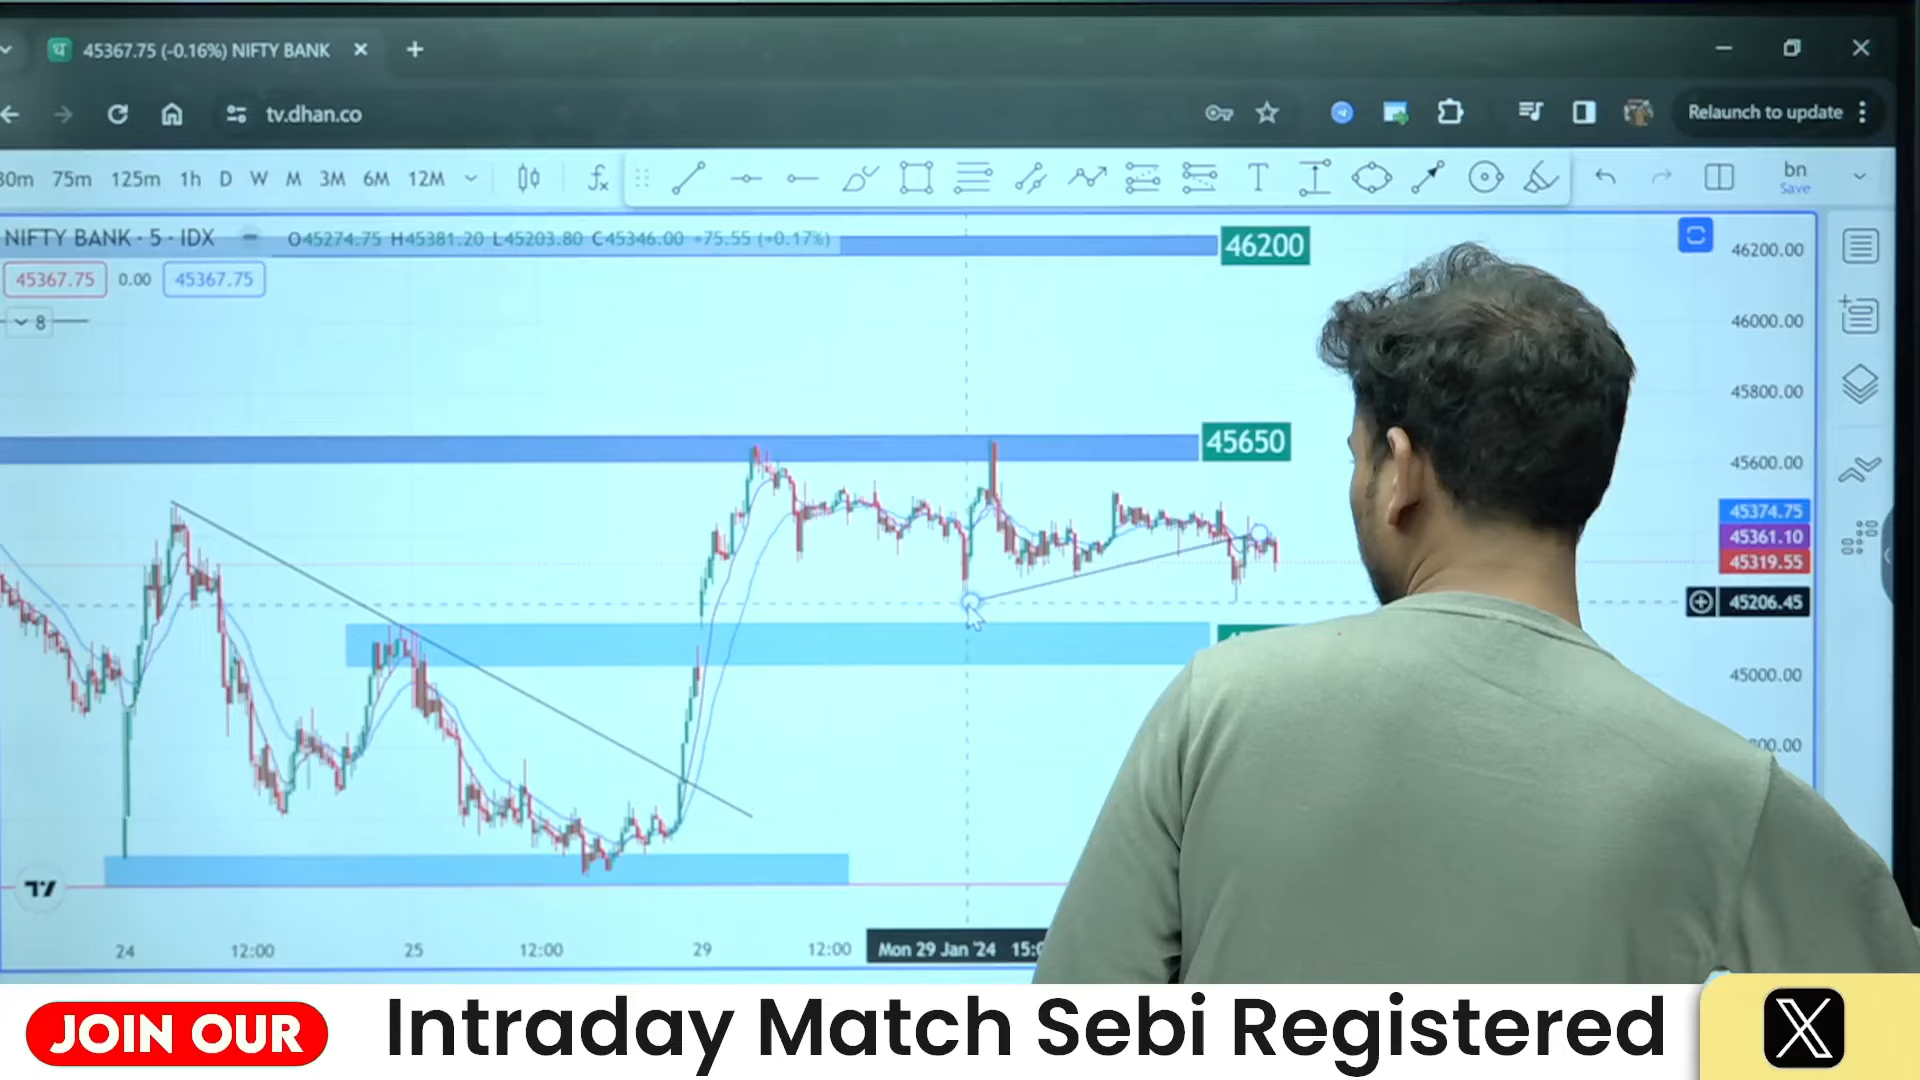 घ 45367.75 (-0.16%) NIFTY BANK
tv.dhan.co
Relaunch to update
30m 75m 125m 1h D W M 3M 6M 12M
T
bn
Save
NIFTY BANK · 5 · IDX
O45274.75 H45381.20 L45203.80 C45346.00 +75.55 (+0.17%)
46200
46200.00
45367.75 0.00 45367.75
8
46000.00
45800.00
45650
45600.00
45374.75
45361.10
45319.55
45206.45
45000.00
24 12:00 25 12:00 29 12:00 Mon 29 Jan '24
JOIN OUR
Intraday Match Sebi Registered
X